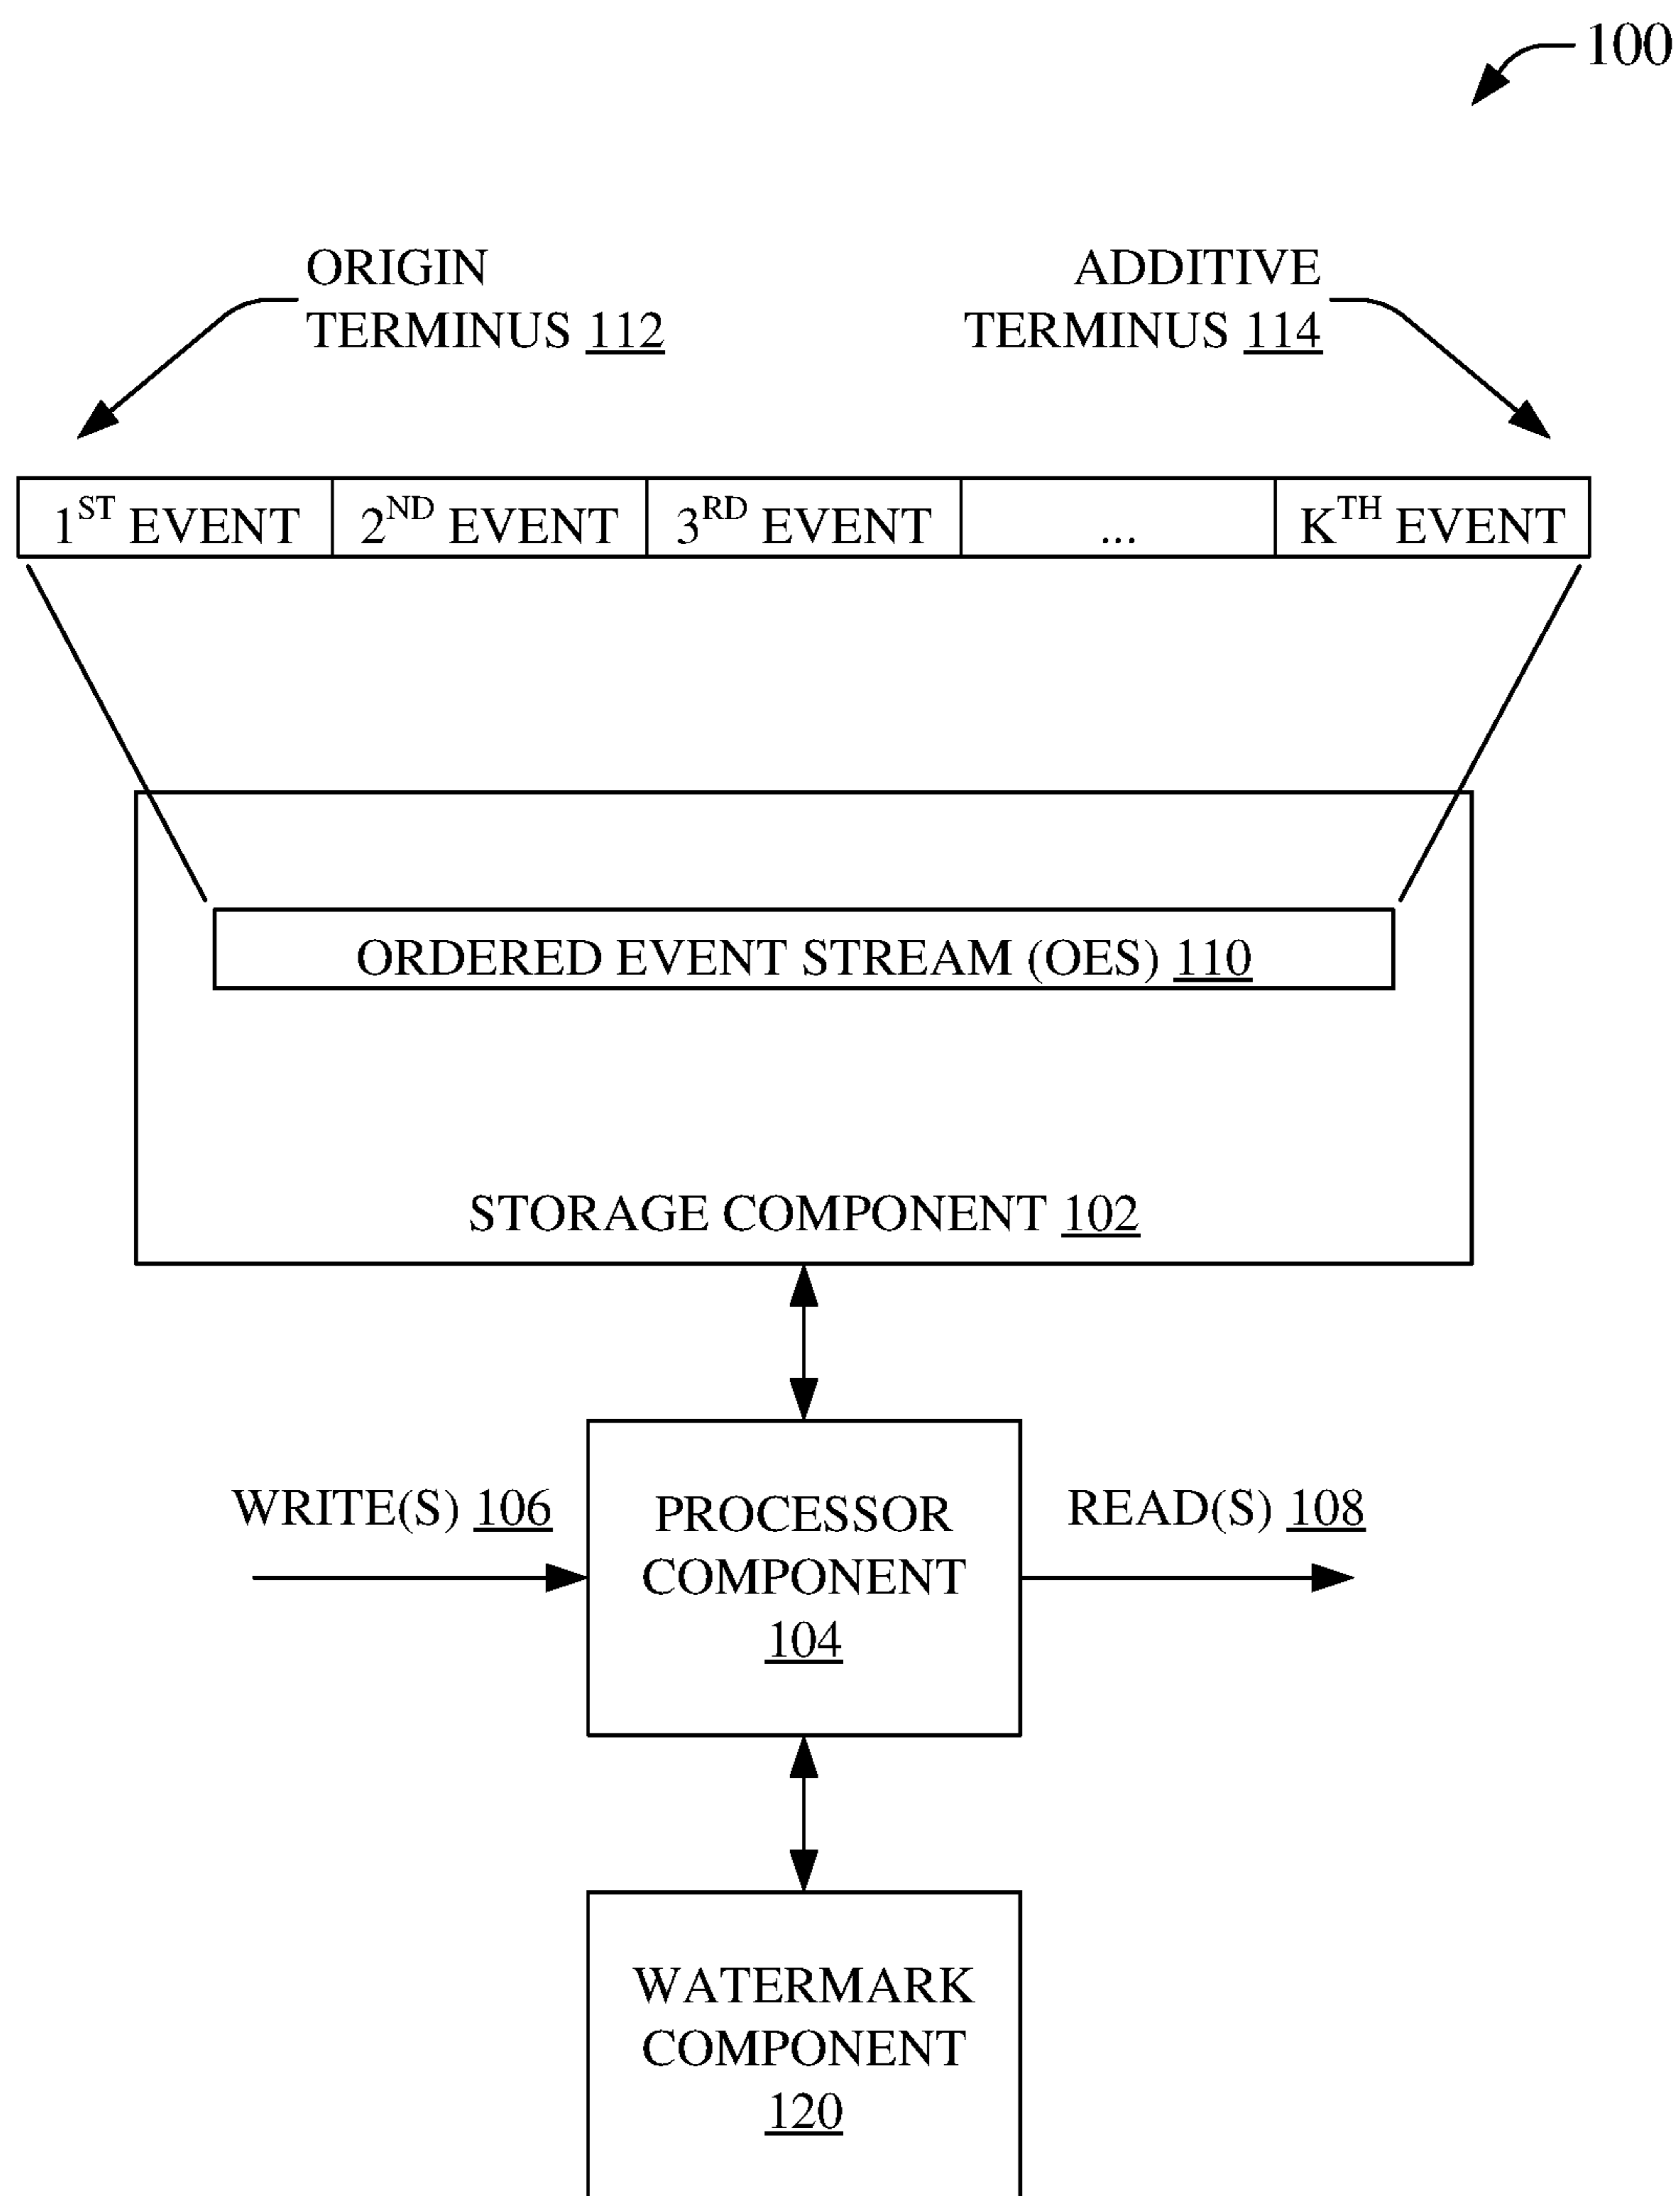 100
ORIGIN
TERMINUS 112
ADDITIVE
TERMINUS 114
1ST EVENT
2ND EVENT
3RD EVENT
...
KTH EVENT
ORDERED EVENT STREAM (OES) 110
STORAGE COMPONENT 102
WRITE(S) 106
PROCESSOR
COMPONENT
104
READ(S) 108
WATERMARK
COMPONENT
120